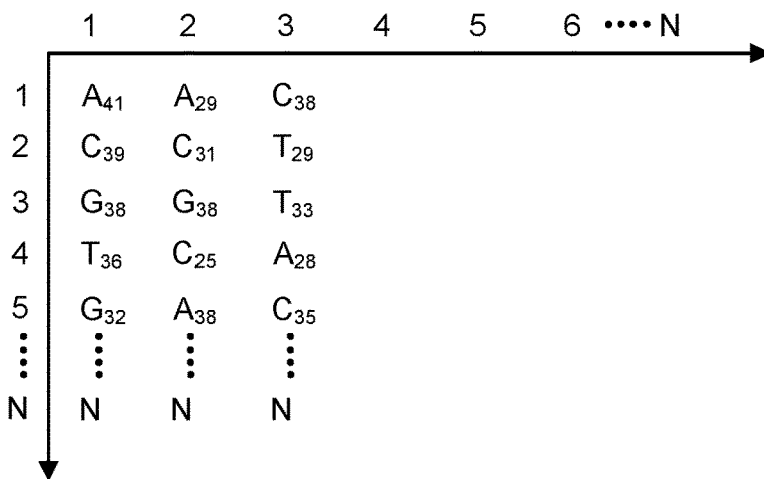 1 2 3 4 5 6 ····· N
1 A₄₁ A₂₉ C₃₈
2 C₃₉ C₃₁ T₂₉
3 G₃₈ G₃₈ T₃₃
4 T₃₆ C₂₅ A₂₈
5 G₃₂ A₃₈ C₃₅
N N N N